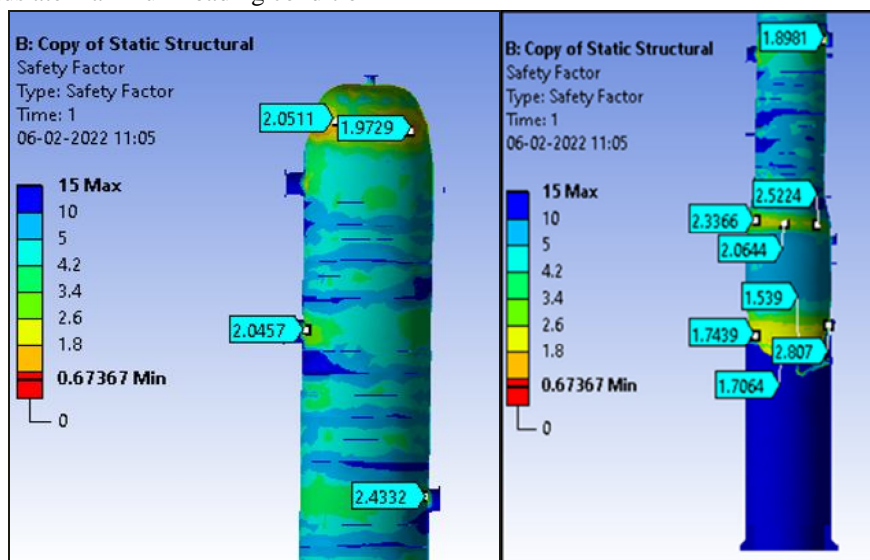 B: Copy of Static Structural
Safety Factor
Type: Safety Factor
Time: 1
06-02-2022 11:05
15 Max
10
5
4.2
3.4
2.6
1.8
0.67367 Min
0
2.0511
1.9729
2.0457
2.4332
B: Copy of Static Structural
Safety Factor
Type: Safety Factor
Time: 1
06-02-2022 11:05
15 Max
10
5
4.2
3.4
2.6
1.8
0.67367 Min
0
1.8981
2.5224
2.3366
2.0644
1.539
1.7439
2.807
1.7064